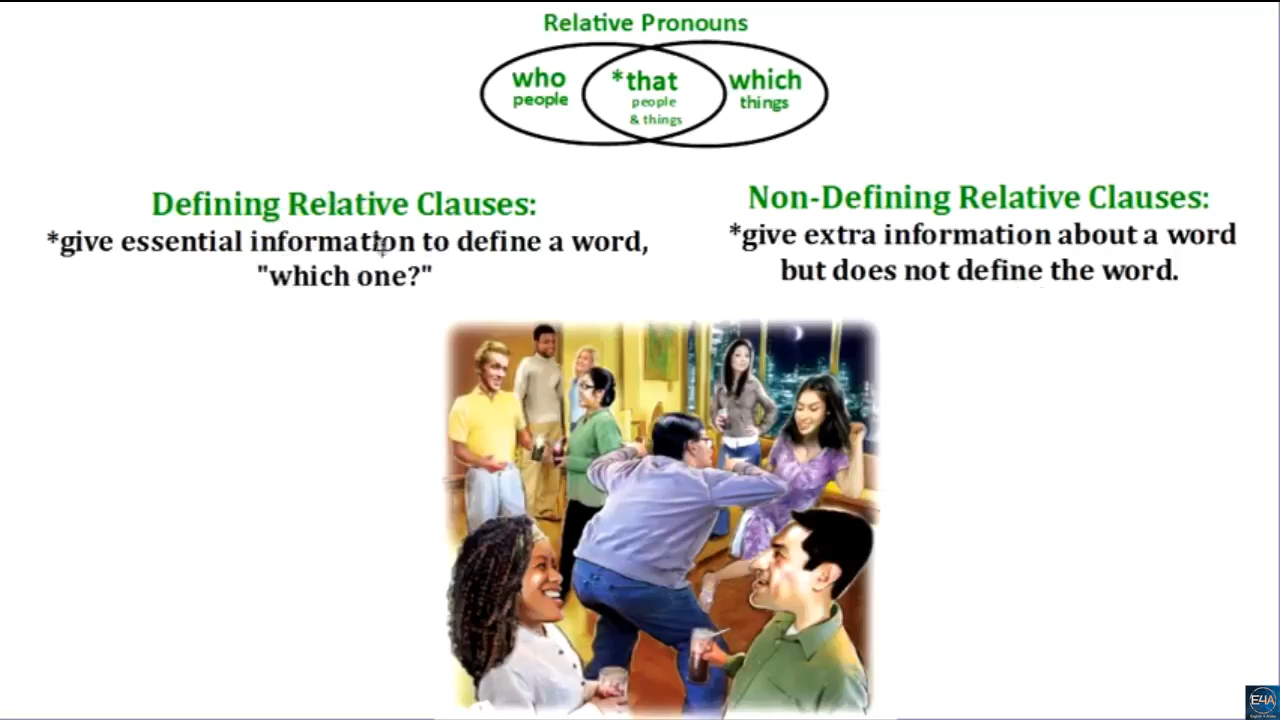 Relative Pronouns
who
people
*that
people
& things
which
things
Defining Relative Clauses:
*give essential information to define a word,
"which one?"
Non-Defining Relative Clauses:
*give extra information about a word
but does not define the word.
E4A